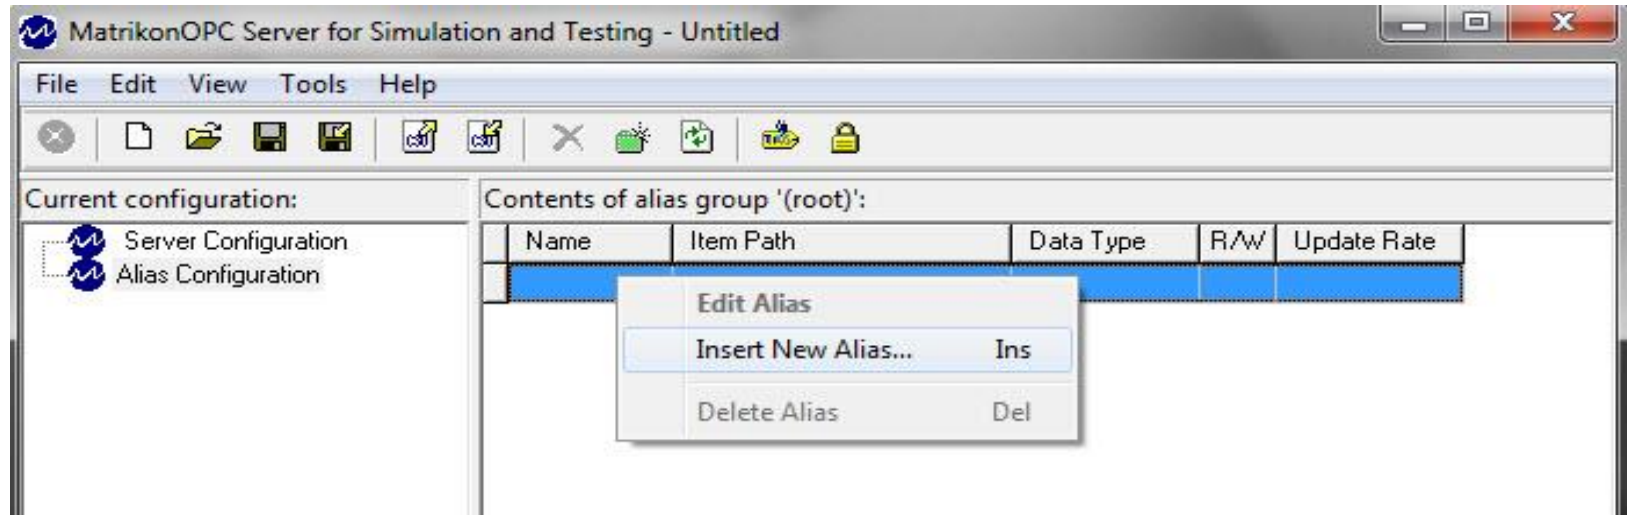 MatrikonOPC Server for Simulation and Testing - Untitled
File Edit View Tools Help
Current configuration:
Contents of alias group '(root)':
Server Configuration
Alias Configuration
Name Item Path Data Type R/W Update Rate
Edit Alias
Insert New Alias... Ins
Delete Alias Del